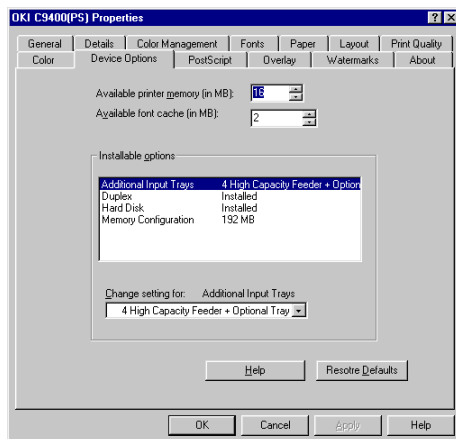 OKI C9400(PS) Properties
General Details Color Management Fonts Paper Layout Print Quality
Color Device Options PostScript Overlay Watermarks About
Available printer memory (in MB): 16
Available font cache (in MB): 2
Installable options
Additional Input Trays 4 High Capacity Feeder + Option
Duplex Installed
Hard Disk Installed
Memory Configuration 192 MB
Change setting for: Additional Input Trays
4 High Capacity Feeder + Optional Tray
Help Resotre Defaults
OK Cancel Apply Help